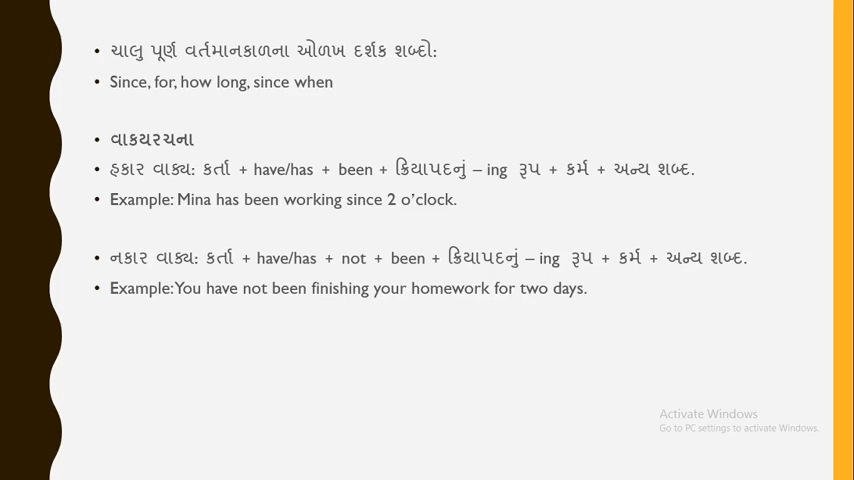 • ચાલુ પૂર્ણ વર્તમાનકાળના ઓળખ દર્શક શબ્દો:
• Since, for, how long, since when
• વાકયરચના
• હકાર વાક્ય: કર્તા + have/has + been + ક્રિયાપદનું – ing રૂપ + કર્મ + અન્ય શબ્દ.
• Example: Mina has been working since 2 o’clock.
• નકાર વાક્ય: કર્તા + have/has + not + been + ક્રિયાપદનું – ing રૂપ + કર્મ + અન્ય શબ્દ.
• Example: You have not been finishing your homework for two days.
Activate Windows
Go to PC settings to activate Windows.